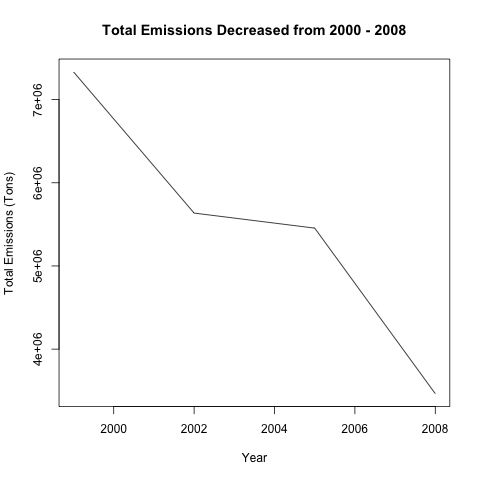 Total Emissions Decreased from 2000 - 2008
Total Emissions (Tons)
7e+06
6e+06
5e+06
4e+06
2000 2002 2004 2006 2008
Year